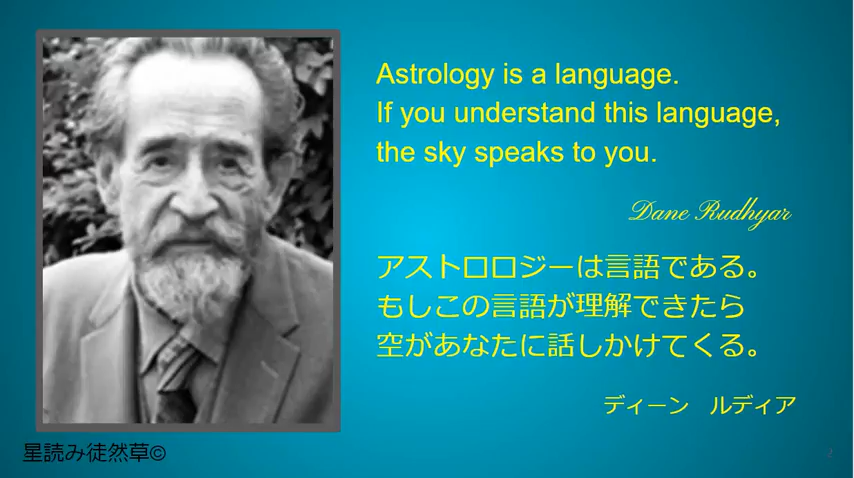 Astrology is a language.
If you understand this language,
the sky speaks to you.
Dane Rudhyar
アストロロジーは言語である。
もしこの言語が理解できたら
空があなたに話しかけてくる。
ディーン　ルディア
星読み徒然草©
2